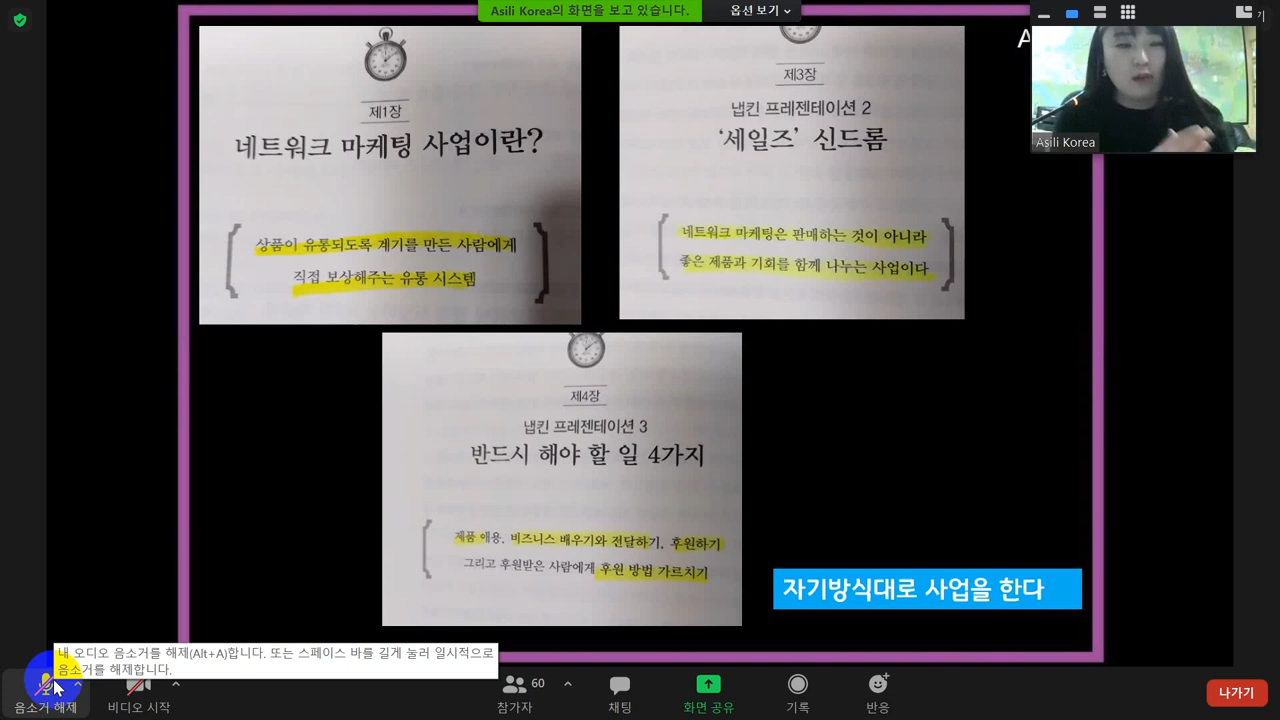 Asili Korea의 화면을 보고 있습니다.
옵션 보기
기
A
Asili Korea
제1장
네트워크 마케팅 사업이란?
상품이 유통되도록 계기를 만든 사람에게
직접 보상해주는 유통 시스템
제3장
냅킨 프레젠테이션 2
‘세일즈’ 신드롬
네트워크 마케팅은 판매하는 것이 아니라
좋은 제품과 기회를 함께 나누는 사업이다
제4장
냅킨 프레젠테이션 3
반드시 해야 할 일 4가지
제품 애용, 비즈니스 배우기와 전달하기, 후원하기
그리고 후원받은 사람에게 후원 방법 가르치기
자기방식대로 사업을 한다
내 오디오 음소거를 해제(Alt+A)합니다. 또는 스페이스 바를 길게 눌러 일시적으로
음소거를 해제합니다.
음소거 해제
비디오 시작
참가자
60
채팅
화면 공유
기록
반응
나가기